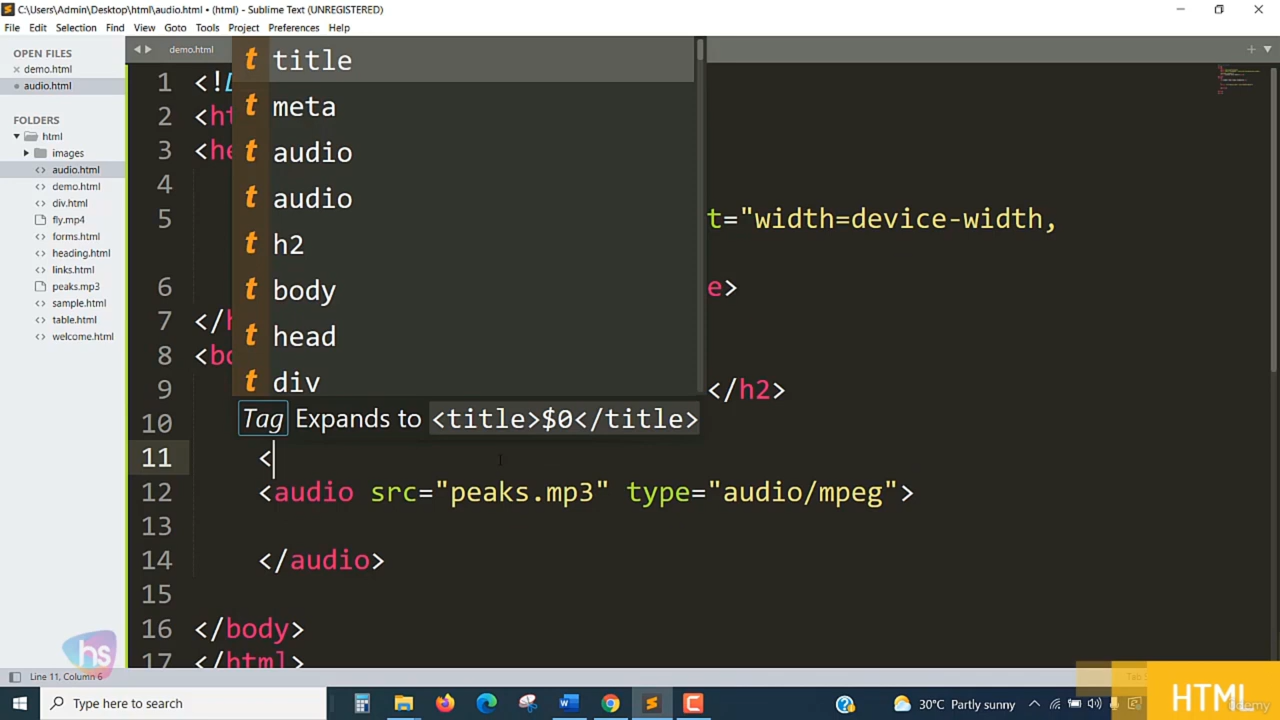 C:\Users\Admin\Desktop\html\audio.html • (html) - Sublime Text (UNREGISTERED)
File Edit Selection Find View Goto Tools Project Preferences Help
OPEN FILES
demo.html
audio.html
FOLDERS
html
images
audio.html
demo.html
div.html
fly.mp4
forms.html
heading.html
links.html
peaks.mp3
sample.html
table.html
welcome.html
demo.html
t title
t meta
t audio
t audio
t h2
t body
t head
t div
Tag Expands to <title>$0</title>
1 <!
2 <ht
3 <he
4
5 t="width=device-width,
6 e>
7 </h
8 <bo
9 </h2>
10
11 <
12 <audio src="peaks.mp3" type="audio/mpeg">
13
14 </audio>
15
16 </body>
17 </html>
hs
Line 11, Column 6
Tab S
Type here to search
30°C Partly sunny
HTML
Udemy